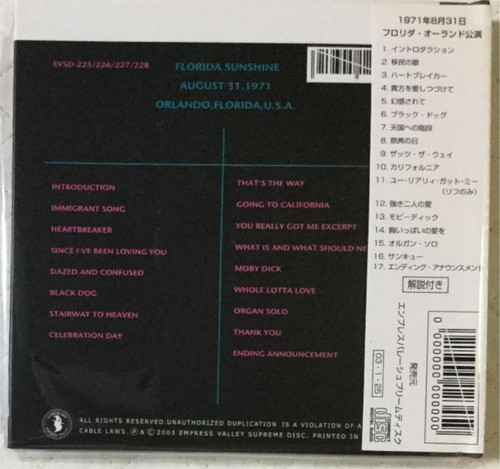 EVSD-225/226/227/228
FLORIDA SUNSHINE
AUGUST 31,1971
ORLANDO,FLORIDA,U.S.A.
INTRODUCTION
IMMIGRANT SONG
HEARTBREAKER
SINCE I'VE BEEN LOVING YOU
DAZED AND CONFUSED
BLACK DOG
STAIRWAY TO HEAVEN
CELEBRATION DAY
THAT'S THE WAY
GOING TO CALIFORNIA
YOU REALLY GOT ME EXCERPT
WHAT IS AND WHAT SHOULD NE
MOBY DICK
WHOLE LOTTA LOVE
ORGAN SOLO
THANK YOU
ENDING ANNOUNCEMENT
ALL RIGHTS RESERVED.UNAUTHORIZED DUPLICATION IS A VIOLATION OF A
CABLE LAWS. ℗ & © 2003 EMPRESS VALLEY SUPREME DISC. PRINTED IN
1971年8月31日
フロリダ・オーランド公演
1. イントロダクション
2. 移民の歌
3. ハートブレイカー
4. 貴方を愛しつづけて
5. 幻惑されて
6. ブラック・ドッグ
7. 天国への階段
8. 祭典の日
9. ザッツ・ザ・ウェイ
10. カリフォルニア
11. ユー・リアリィ・ガット・ミー
(リフのみ)
12. 強き二人の愛
13. モビーディック
14. 胸いっぱいの愛を
15. オルガン・ソロ
16. サンキュー
17. エンディング・アナウンスメント
解説付き
発売元
エンプレスバレーシュプリームディスク
03・1・25
COMPACT
disc
DIGITAL AUDIO
0 000000 000000